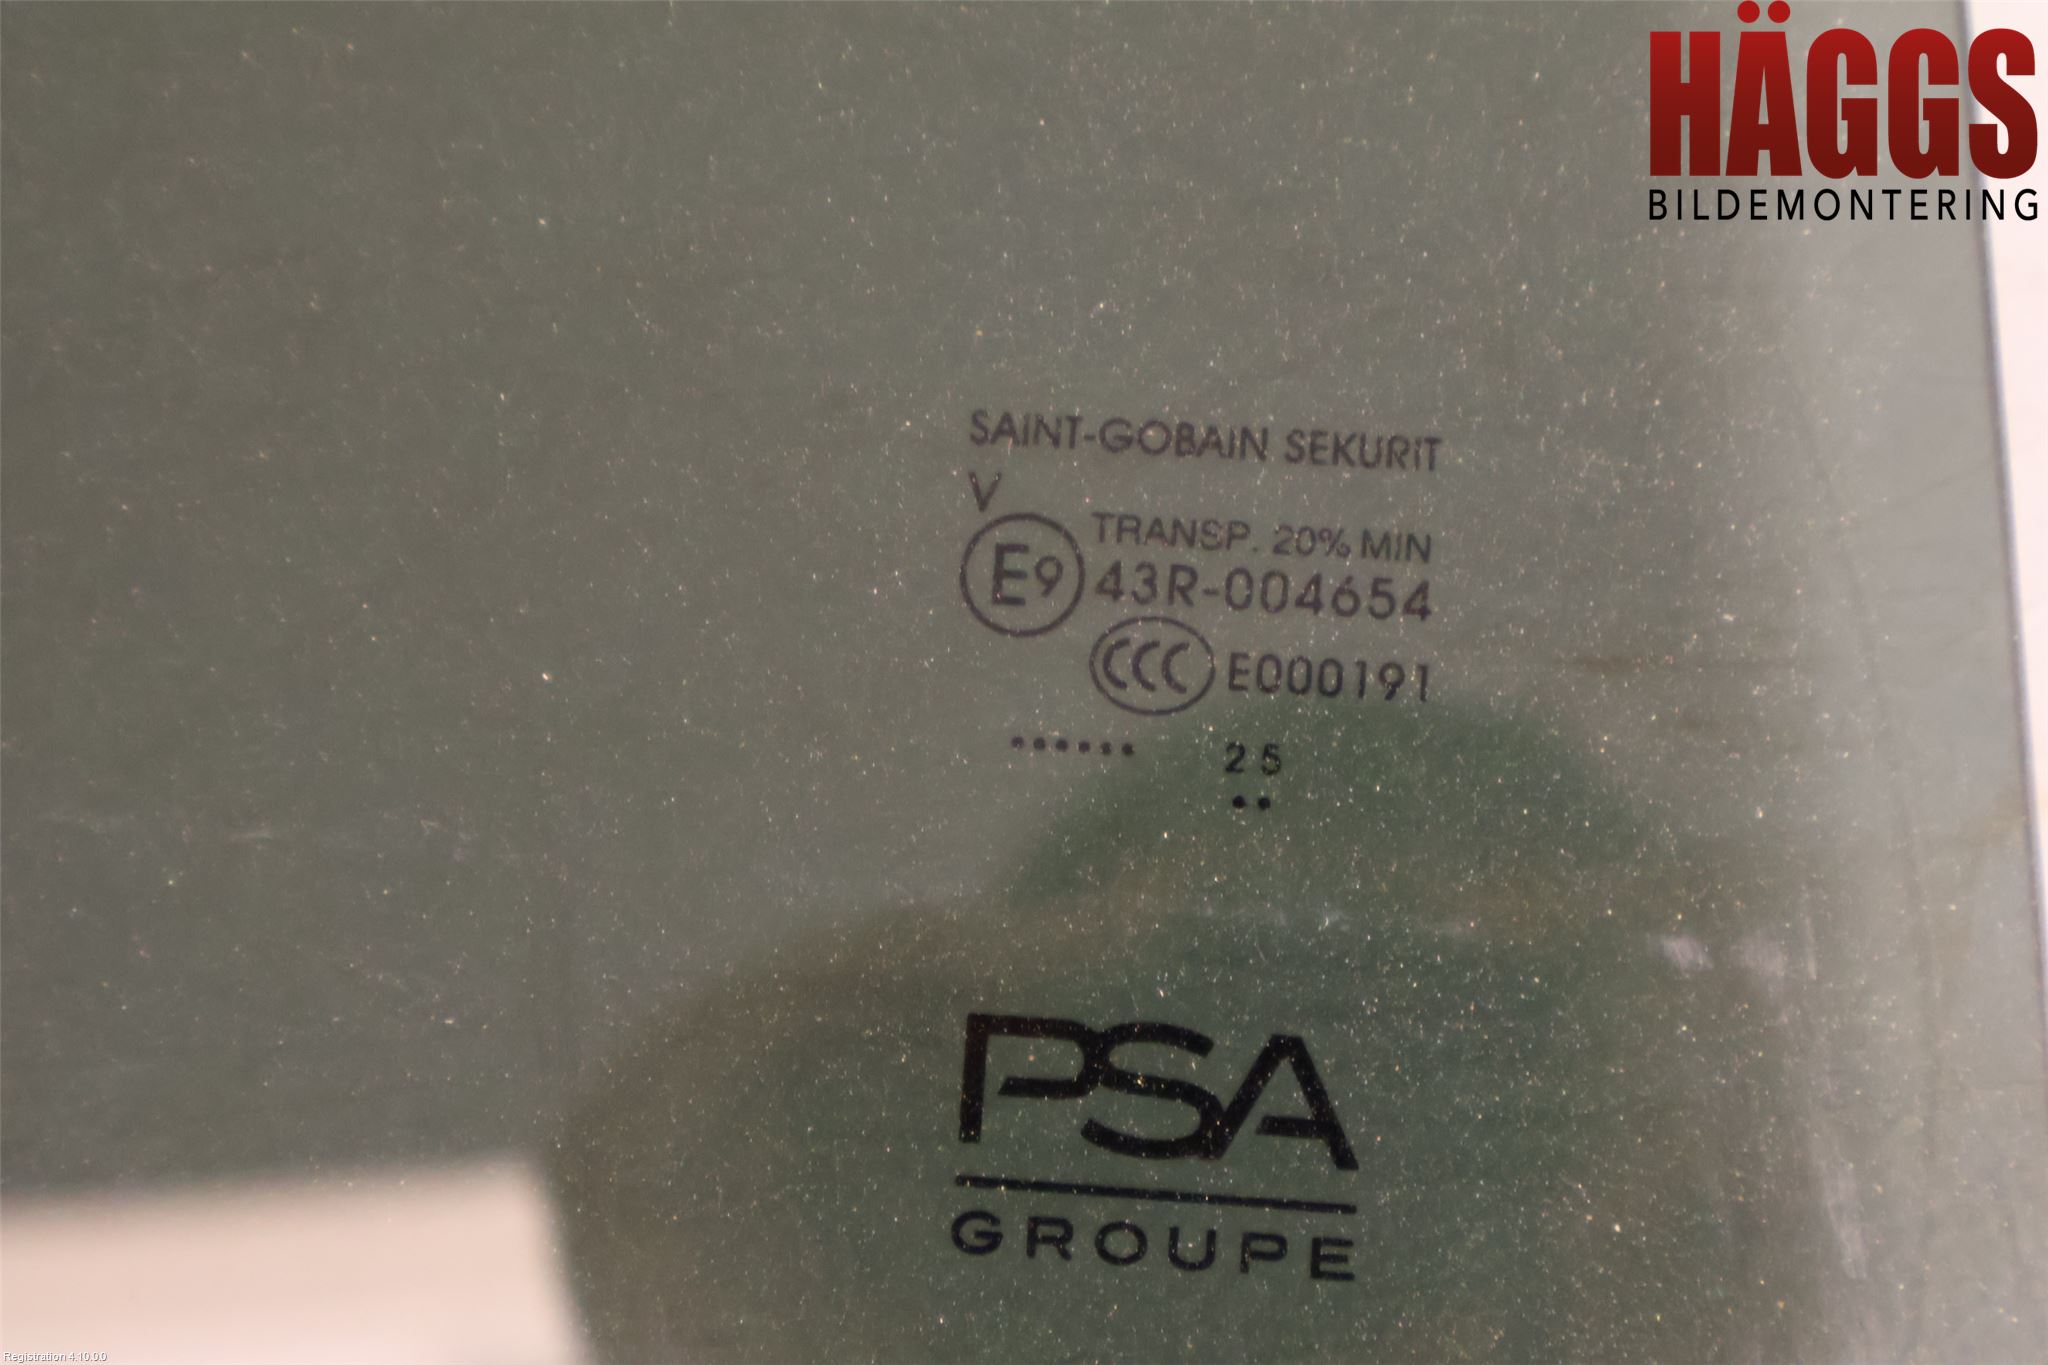 HÄGGS
BILDEMONTERING
SAINT-GOBAIN SEKURIT
V
TRANSP. 20% MIN
E9 43R-004654
CCC E000191
...... 25
..
PSA
GROUPE
Registration 4.10.0.0